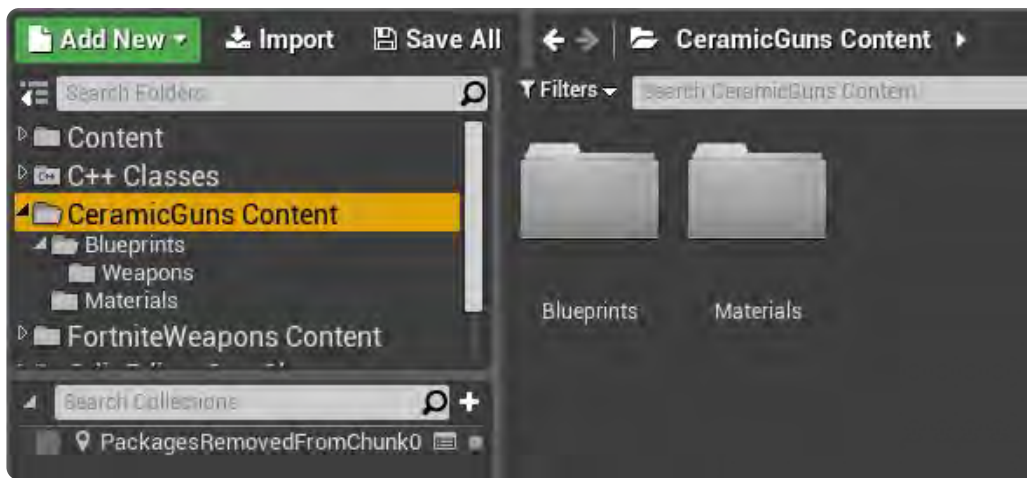 Add New Import Save All CeramicGuns Content
Search Folders Filters Search CeramicGuns Content
Content
C++ Classes
CeramicGuns Content
Blueprints
Weapons
Materials
FortniteWeapons Content
Blueprints Materials
Search Collections
PackagesRemovedFromChunk0